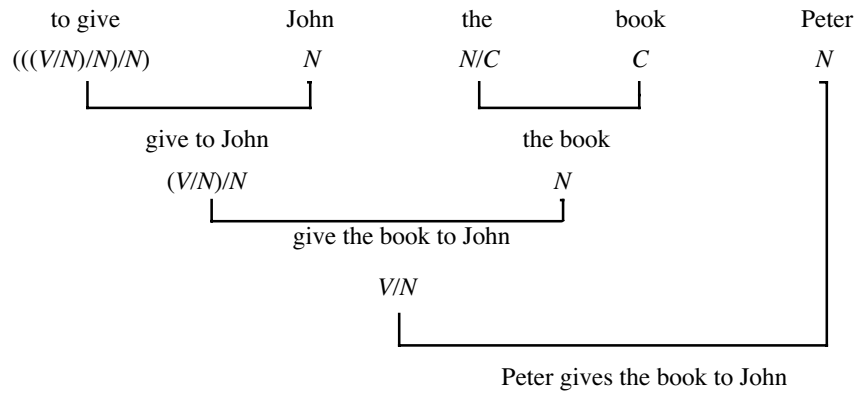 to give John the book Peter
(((V/N)/N)/N) N N/C C N
give to John the book
(V/N)/N N
give the book to John
V/N
Peter gives the book to John